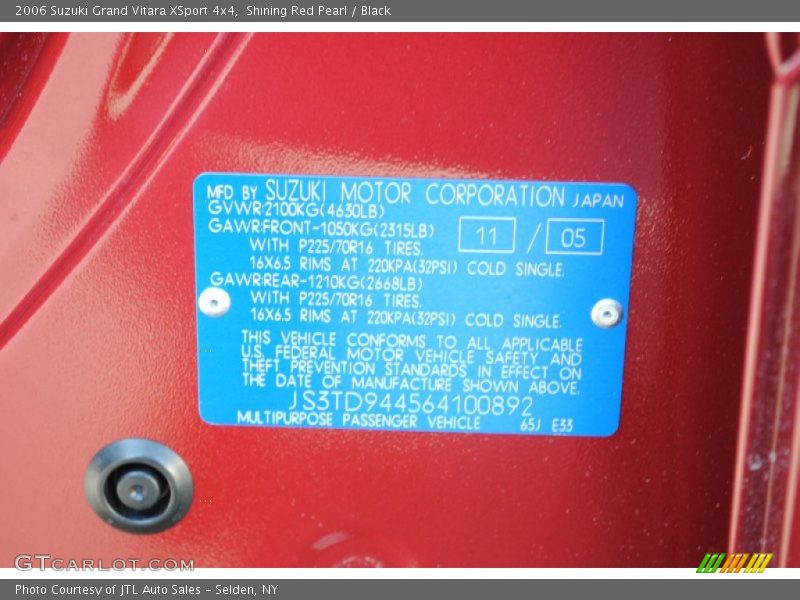 2006 Suzuki Grand Vitara XSport 4x4, Shining Red Pearl / Black
MFD BY SUZUKI MOTOR CORPORATION JAPAN
GVWR:2100KG(4630LB)
GAWR:FRONT-1050KG(2315LB) 11 / 05
WITH P225/70R16 TIRES.
16X6.5 RIMS AT 220KPA(32PSI) COLD SINGLE.
GAWR:REAR-1210KG(2668LB)
WITH P225/70R16 TIRES.
16X6.5 RIMS AT 220KPA(32PSI) COLD SINGLE.
THIS VEHICLE CONFORMS TO ALL APPLICABLE
U.S. FEDERAL MOTOR VEHICLE SAFETY AND
THEFT PREVENTION STANDARDS IN EFFECT ON
THE DATE OF MANUFACTURE SHOWN ABOVE.
JS3TD944564100892
MULTIPURPOSE PASSENGER VEHICLE 65J E33
GTCarLot.com
Photo Courtesy of JTL Auto Sales - Selden, NY